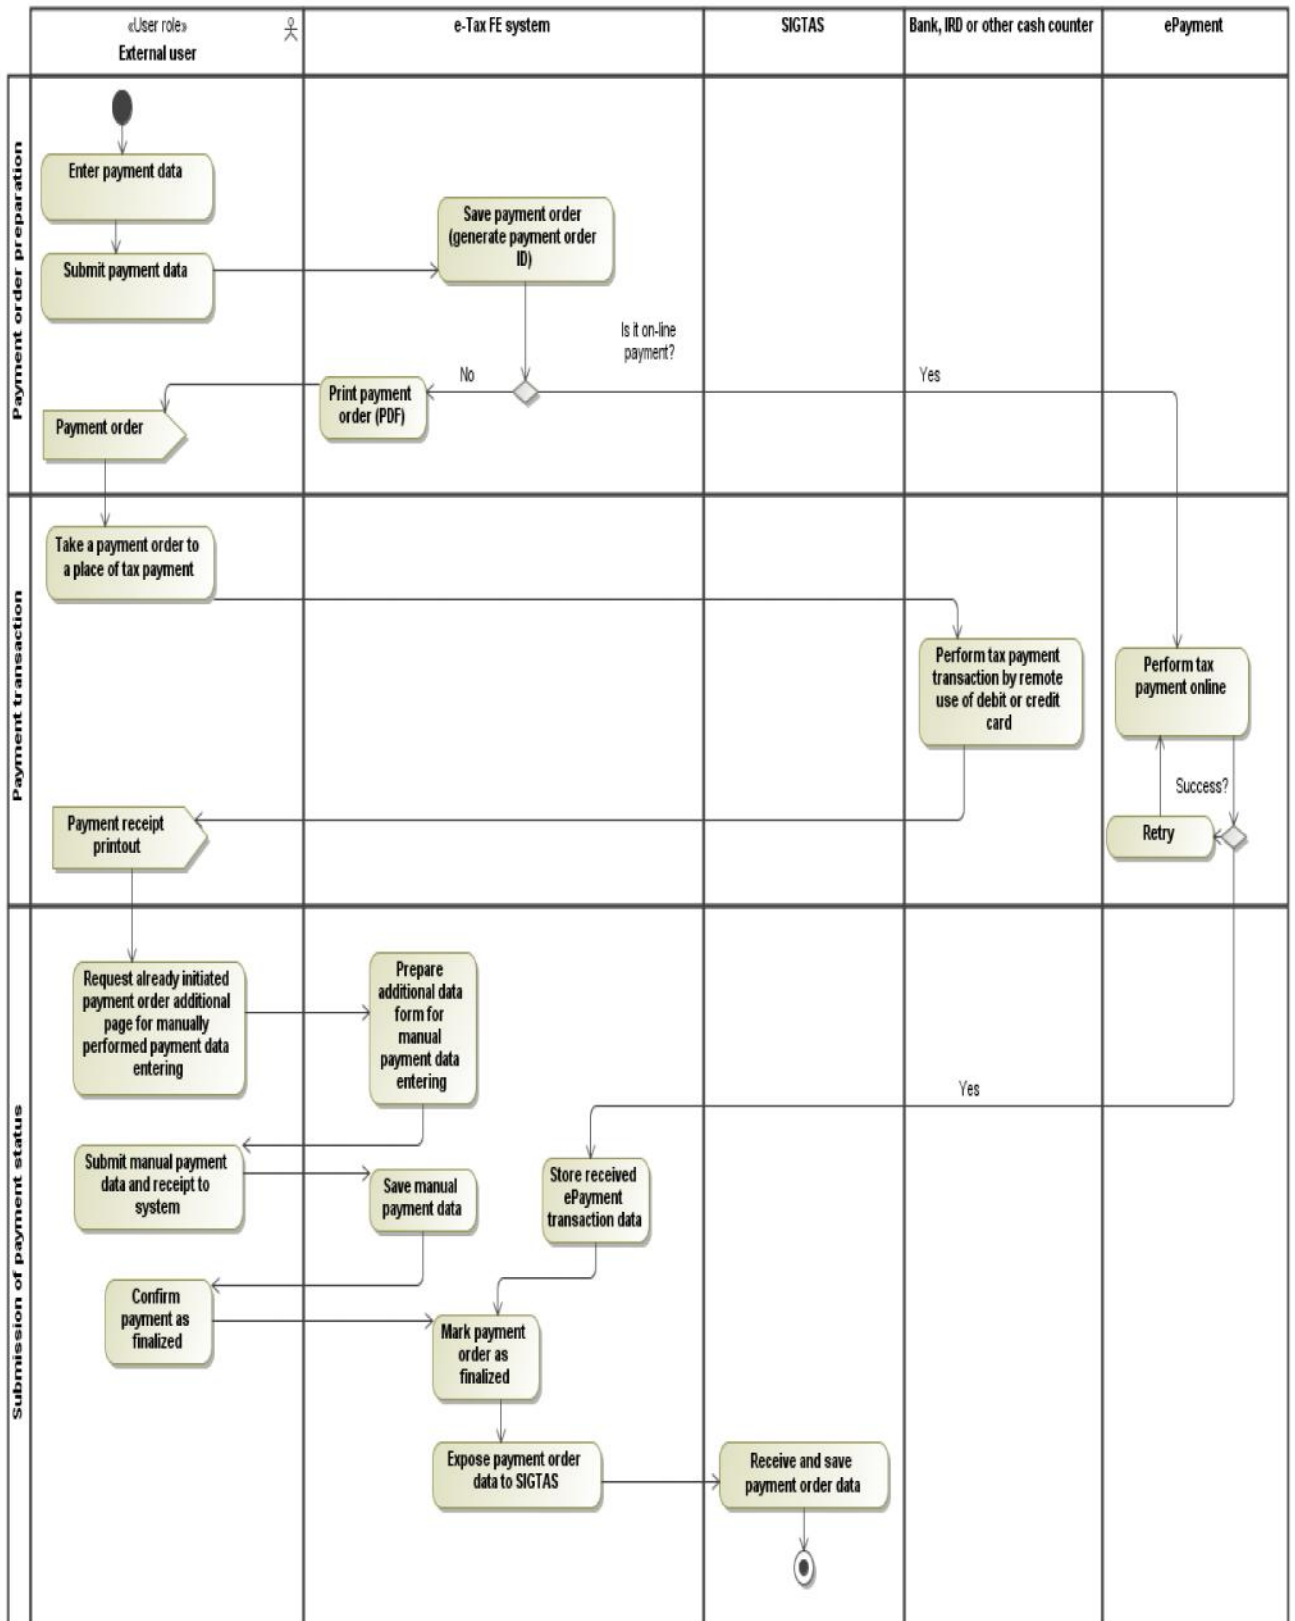 «User role»
External user
e-Tax FE system
SIGTAS
Bank, IRD or other cash counter
ePayment
Payment order preparation
Enter payment data
Submit payment data
Save payment order
(generate payment order
ID)
Is it on-line
payment?
No
Yes
Print payment
order (PDF)
Payment order
Payment transaction
Take a payment order to
a place of tax payment
Perform tax payment
transaction by remote
use of debit or credit
card
Perform tax
payment online
Success?
Retry
Payment receipt
printout
Submission of payment status
Request already initiated
payment order additional
page for manually
performed payment data
entering
Prepare
additional data
form for
manual
payment data
entering
Yes
Submit manual payment
data and receipt to
system
Save manual
payment data
Store received
ePayment
transaction data
Confirm
payment as
finalized
Mark payment
order as
finalized
Expose payment order
data to SIGTAS
Receive and save
payment order data